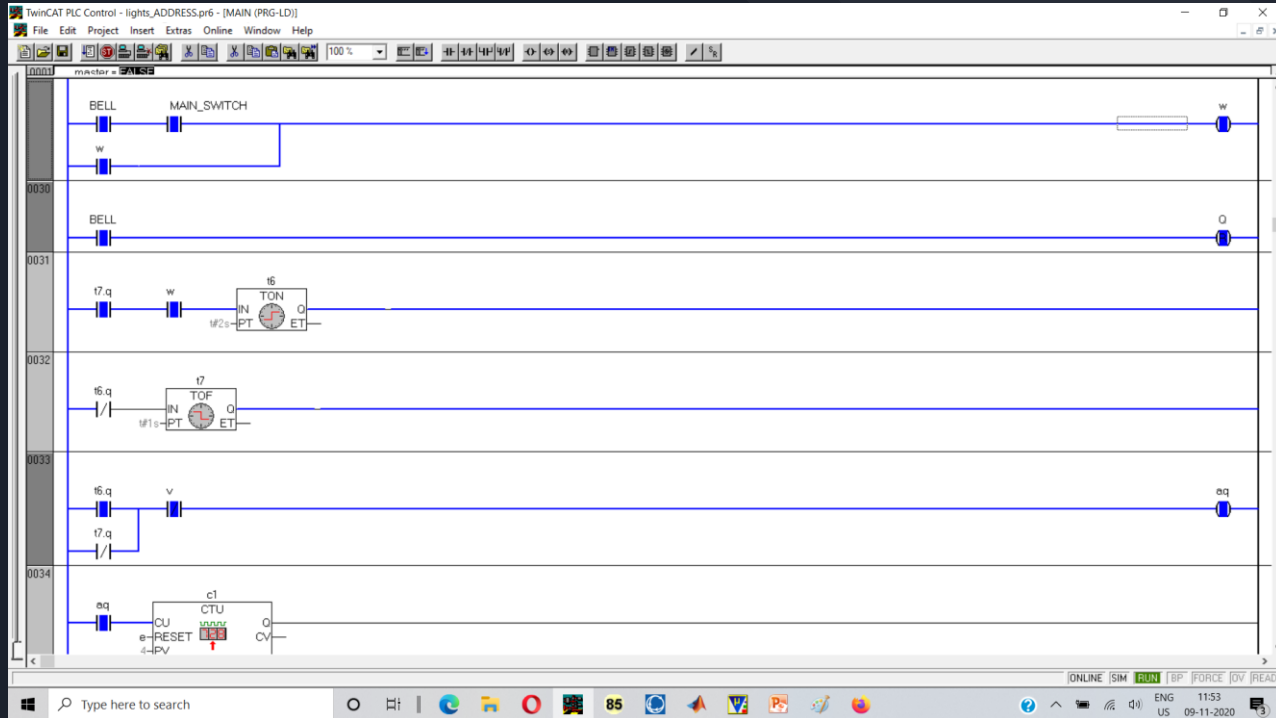 TwinCAT PLC Control - lights_ADDRESS.pr6 - [MAIN (PRG-LD)]
File Edit Project Insert Extras Online Window Help
100 %
0001 master = FALSE
BELL MAIN_SWITCH w
w
0030
BELL Q
0031
t6
t7.q w TON
IN Q
t#2s PT ET
0032
t7
t6.q TOF
IN Q
t#1s PT ET
0033
t6.q v aq
t7.q
0034
c1
aq CTU
CU Q
e RESET CV
4 PV
ONLINE SIM RUN BP FORCE OV READ
Type here to search
85
ENG 11:53
US 09-11-2020
3